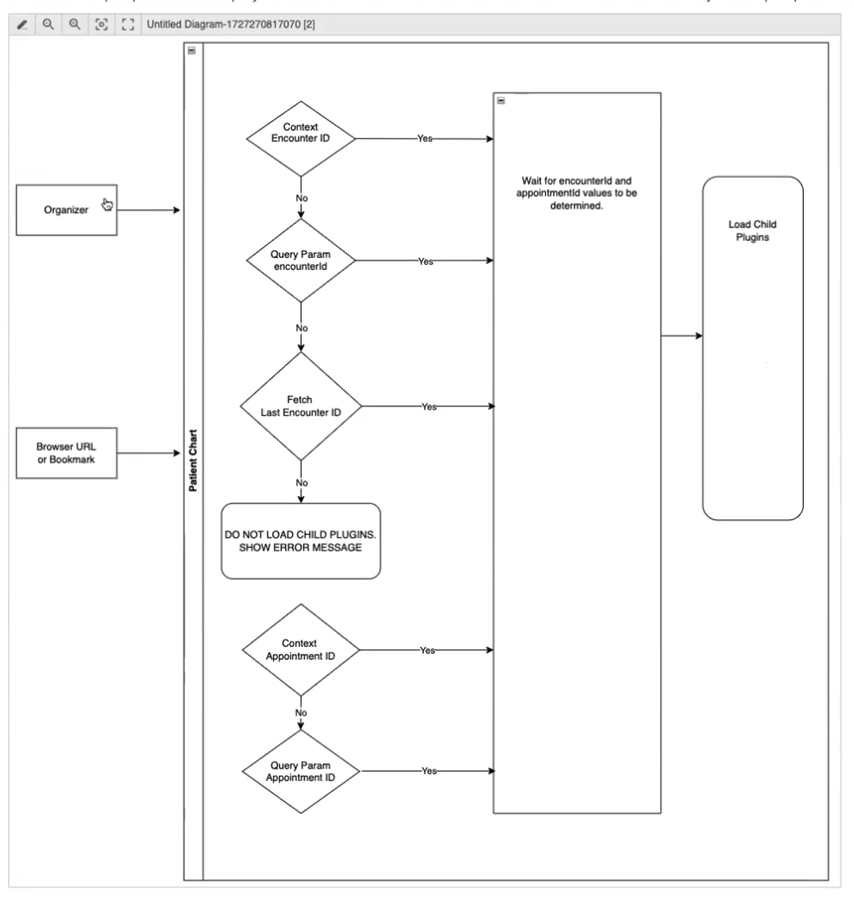 Untitled Diagram-1727270817070 [2]
Organizer
Browser URL
or Bookmark
Patient Chart
Context
Encounter ID
Yes
No
Query Param
encounterId
Yes
No
Fetch
Last Encounter ID
Yes
No
DO NOT LOAD CHILD PLUGINS.
SHOW ERROR MESSAGE
Context
Appointment ID
Yes
No
Query Param
Appointment ID
Yes
Wait for encounterId and
appointmentId values to be
determined.
Load Child
Plugins